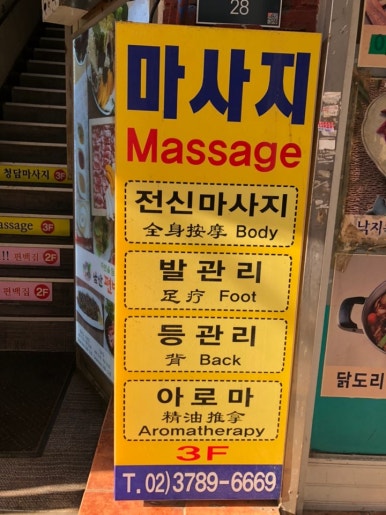 28
마사지
Massage
전신마사지
全身按摩 Body
발관리
足疗 Foot
등관리
背 Back
아로마
精油推拿
Aromatherapy
3F
T. 02)3789-6669
청담마사지 3F
assage 3F
!! 편백집 2F
편백집 2F
낙지
닭도리